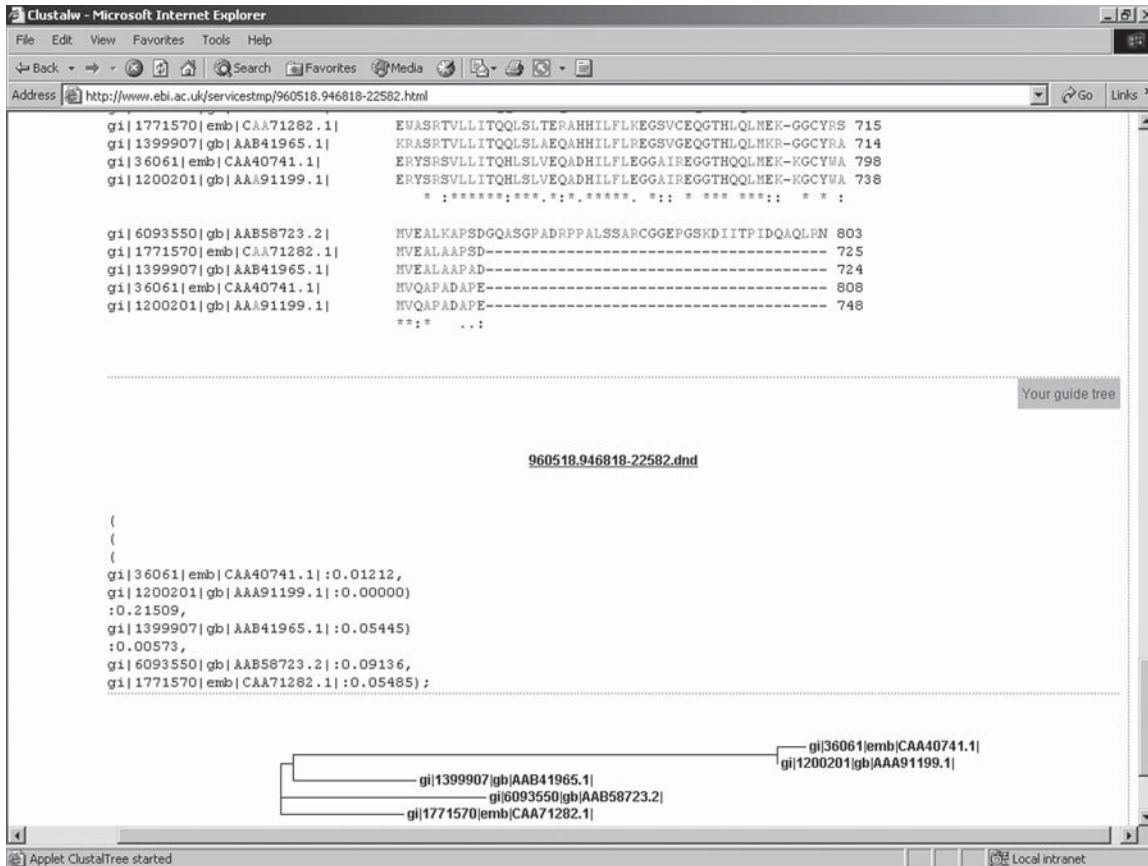 Clustalw - Microsoft Internet Explorer
File Edit View Favorites Tools Help
Back Search Favorites Media
Address http://www.ebi.ac.uk/servicestmp/960518.946818-22582.html Go Links
gi|1771570|emb|CAA71282.1| EWASRTVLLITQQLSLTERAHHILFLKEGSVCEQGTHLQLMEK-GGCYRS 715
gi|1399907|gb|AAB41965.1| KRASRTVLLITQQLSLAEQAHHILFLREGSVGEQGTHLQLMKR-GGCYRA 714
gi|36061|emb|CAA40741.1| ERYSRSVLLITQHLSLVEQADHILFLEGGAIREGGTHQQLMEK-KGCYWA 798
gi|1200201|gb|AAA91199.1| ERYSRSVLLITQHLSLVEQADHILFLEGGAIREGGTHQQLMEK-KGCYWA 738
* :******:***.*:*.*****. *:: * *** ***:: * * :
gi|6093550|gb|AAB58723.2| MVEALKAPSDGQASGPADRPPALSSARCGGEPGSKDIITPIDQAQLRN 803
gi|1771570|emb|CAA71282.1| MVEALAAPSD-------------------------------------- 725
gi|1399907|gb|AAB41965.1| MVEALAAPAD-------------------------------------- 724
gi|36061|emb|CAA40741.1| MVQAPADAPE-------------------------------------- 808
gi|1200201|gb|AAA91199.1| MVQAPADAPE-------------------------------------- 748
**:* ..:
Your guide tree
960518.946818-22582.dnd
(
(
(
gi|36061|emb|CAA40741.1|:0.01212,
gi|1200201|gb|AAA91199.1|:0.00000)
:0.21509,
gi|1399907|gb|AAB41965.1|:0.05445)
:0.00573,
gi|6093550|gb|AAB58723.2|:0.09136,
gi|1771570|emb|CAA71282.1|:0.05485);
gi|36061|emb|CAA40741.1|
gi|1200201|gb|AAA91199.1|
gi|1399907|gb|AAB41965.1|
gi|6093550|gb|AAB58723.2|
gi|1771570|emb|CAA71282.1|
Applet ClustalTree started Local intranet